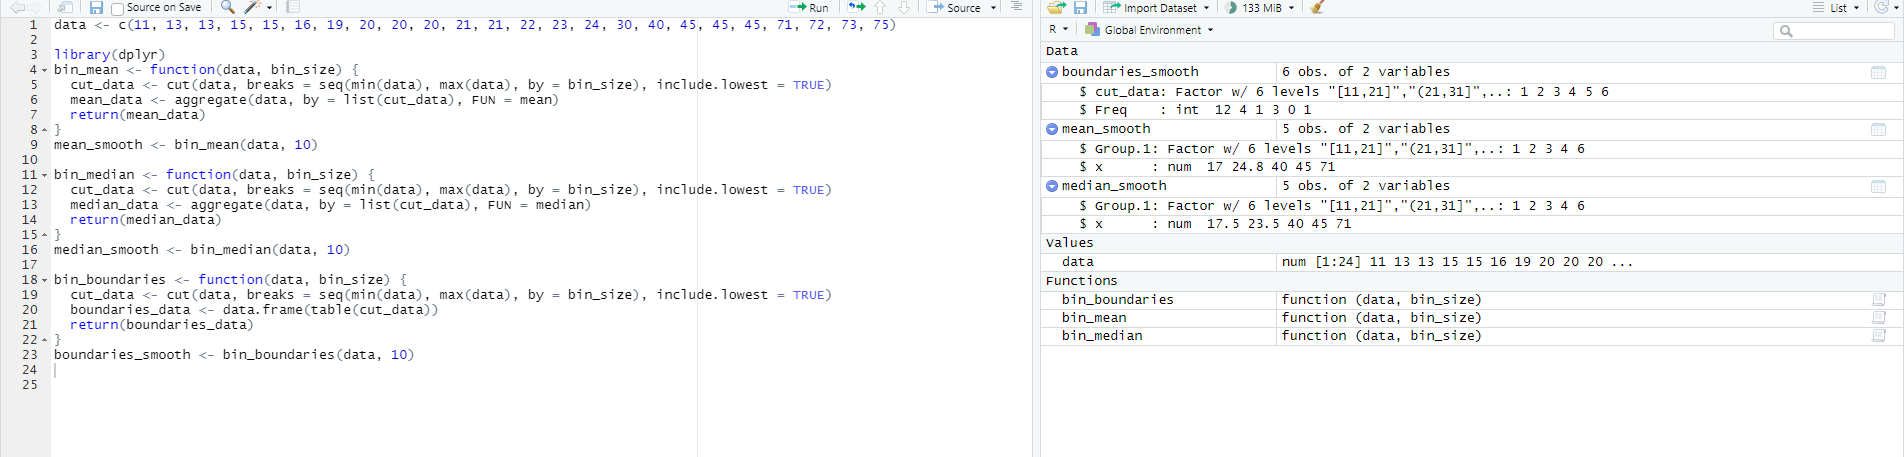 Source on Save
Run
Source
1 data <- c(11, 13, 13, 15, 15, 16, 19, 20, 20, 20, 21, 21, 22, 23, 24, 30, 40, 45, 45, 45, 71, 72, 73, 75)
2
3 library(dplyr)
4 bin_mean <- function(data, bin_size) {
5   cut_data <- cut(data, breaks = seq(min(data), max(data), by = bin_size), include.lowest = TRUE)
6   mean_data <- aggregate(data, by = list(cut_data), FUN = mean)
7   return(mean_data)
8 }
9 mean_smooth <- bin_mean(data, 10)
10
11 bin_median <- function(data, bin_size) {
12   cut_data <- cut(data, breaks = seq(min(data), max(data), by = bin_size), include.lowest = TRUE)
13   median_data <- aggregate(data, by = list(cut_data), FUN = median)
14   return(median_data)
15 }
16 median_smooth <- bin_median(data, 10)
17
18 bin_boundaries <- function(data, bin_size) {
19   cut_data <- cut(data, breaks = seq(min(data), max(data), by = bin_size), include.lowest = TRUE)
20   boundaries_data <- data.frame(table(cut_data))
21   return(boundaries_data)
22 }
23 boundaries_smooth <- bin_boundaries(data, 10)
24
25
Import Dataset 133 MiB List
R Global Environment
Data
boundaries_smooth 6 obs. of 2 variables
$ cut_data: Factor w/ 6 levels "[11,21]","(21,31]",..: 1 2 3 4 5 6
$ Freq    : int  12 4 1 3 0 1
mean_smooth 5 obs. of 2 variables
$ Group.1: Factor w/ 6 levels "[11,21]","(21,31]",..: 1 2 3 4 6
$ x      : num  17 24.8 40 45 71
median_smooth 5 obs. of 2 variables
$ Group.1: Factor w/ 6 levels "[11,21]","(21,31]",..: 1 2 3 4 6
$ x      : num  17.5 23.5 40 45 71
Values
data num [1:24] 11 13 13 15 15 16 19 20 20 20 ...
Functions
bin_boundaries function (data, bin_size)
bin_mean function (data, bin_size)
bin_median function (data, bin_size)